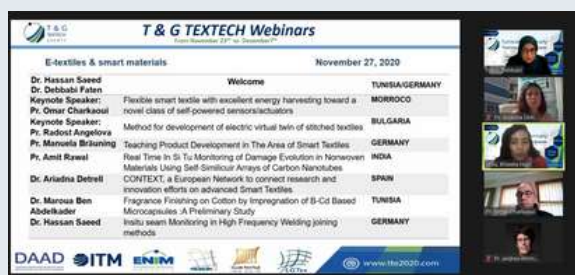 T & G TEXTECH Webinars
T & G
TEXTECH
From November 23rd to December 7th
E-textiles & smart materials
November 27, 2020
Dr. Hassan Saeed
Dr. Debbabi Faten
Welcome
TUNISIA/GERMANY
Keynote Speaker:
Pr. Omar Charkaoui
Flexible smart textile with excellent energy harvesting toward a
novel class of self-powered sensors/actuators
MORROCO
Keynote Speaker:
Pr. Radost Angelova
Method for development of electric virtual twin of stitched textiles
BULGARIA
Pr. Manuela Bräuning
Teaching Product Development in The Area of Smart Textiles
GERMANY
Pr. Amit Rawal
Real Time In Si Tu Monitoring of Damage Evolution in Nonwoven
Materials Using Self-Similicuir Arrays of Carbon Nanotubes
INDIA
Dr. Ariadna Detrell
CONTEXT, a European Network to connect research and
innovation efforts on advanced Smart Textiles
SPAIN
Dr. Maroua Ben
Abdelkader
Fragrance Finishing on Cotton by Impregnation of B-Cd Based
Microcapsules :A Preliminary Study
TUNISIA
Dr. Hassan Saeed
Insitu seam Monitoring in High Frequency Welding joining
methods
GERMANY
DAAD
ITM
ENIM
LGTex
www.the2020.com